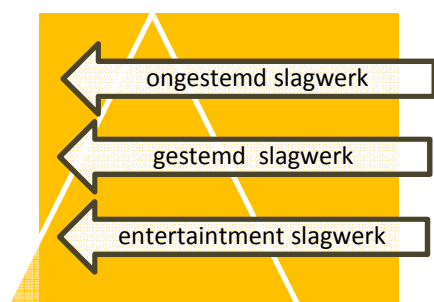 ongestemd slagwerk
gestemd slagwerk
entertaintment slagwerk